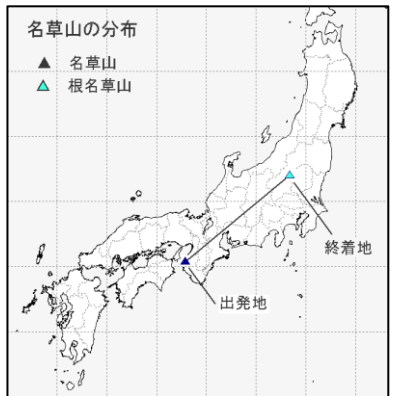 名草山の分布
▲ 名草山
▲ 根名草山
終着地
出発地